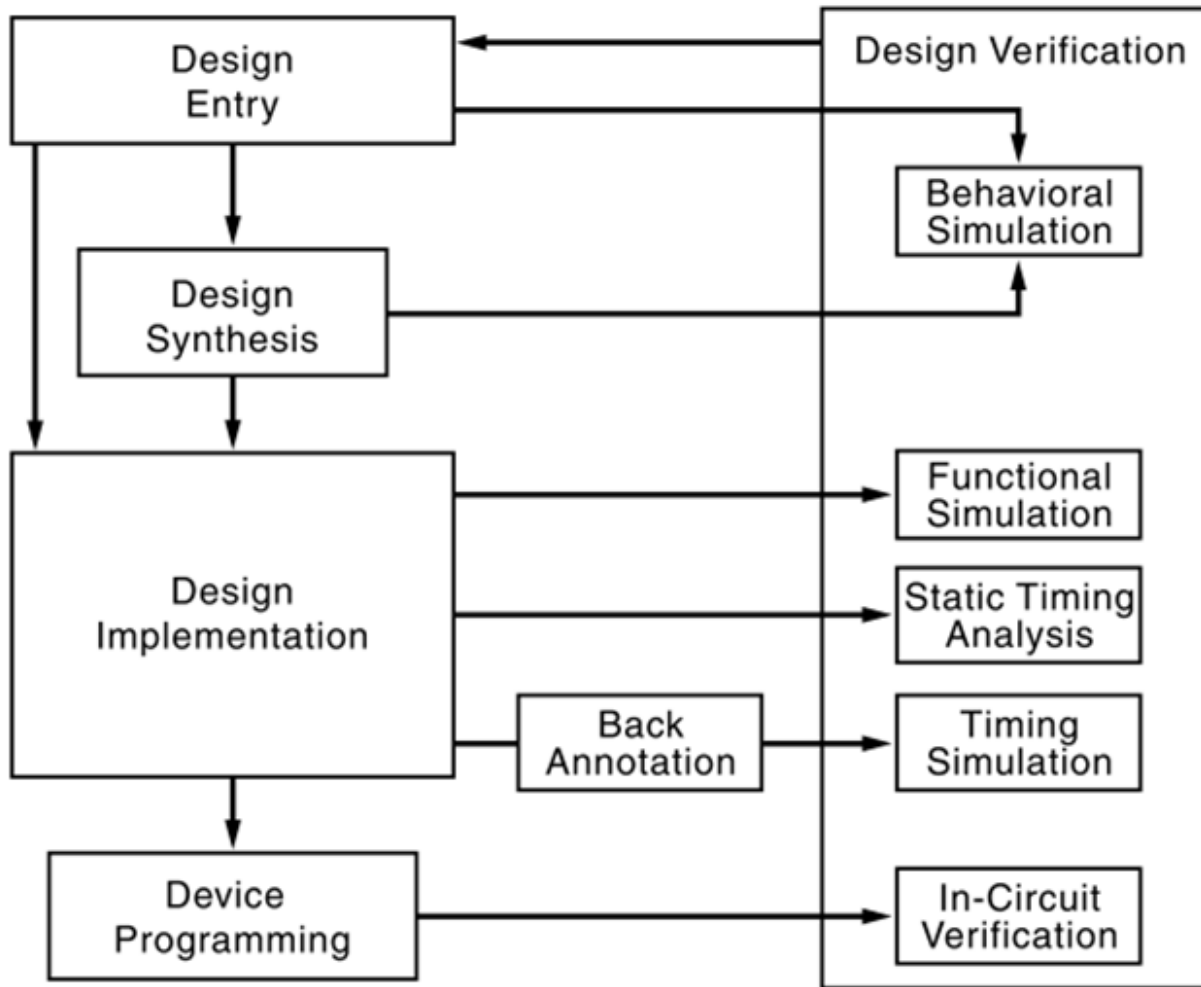 Design
Entry
Design Verification
Behavioral
Simulation
Design
Synthesis
Functional
Simulation
Design
Implementation
Static Timing
Analysis
Back
Annotation
Timing
Simulation
Device
Programming
In-Circuit
Verification